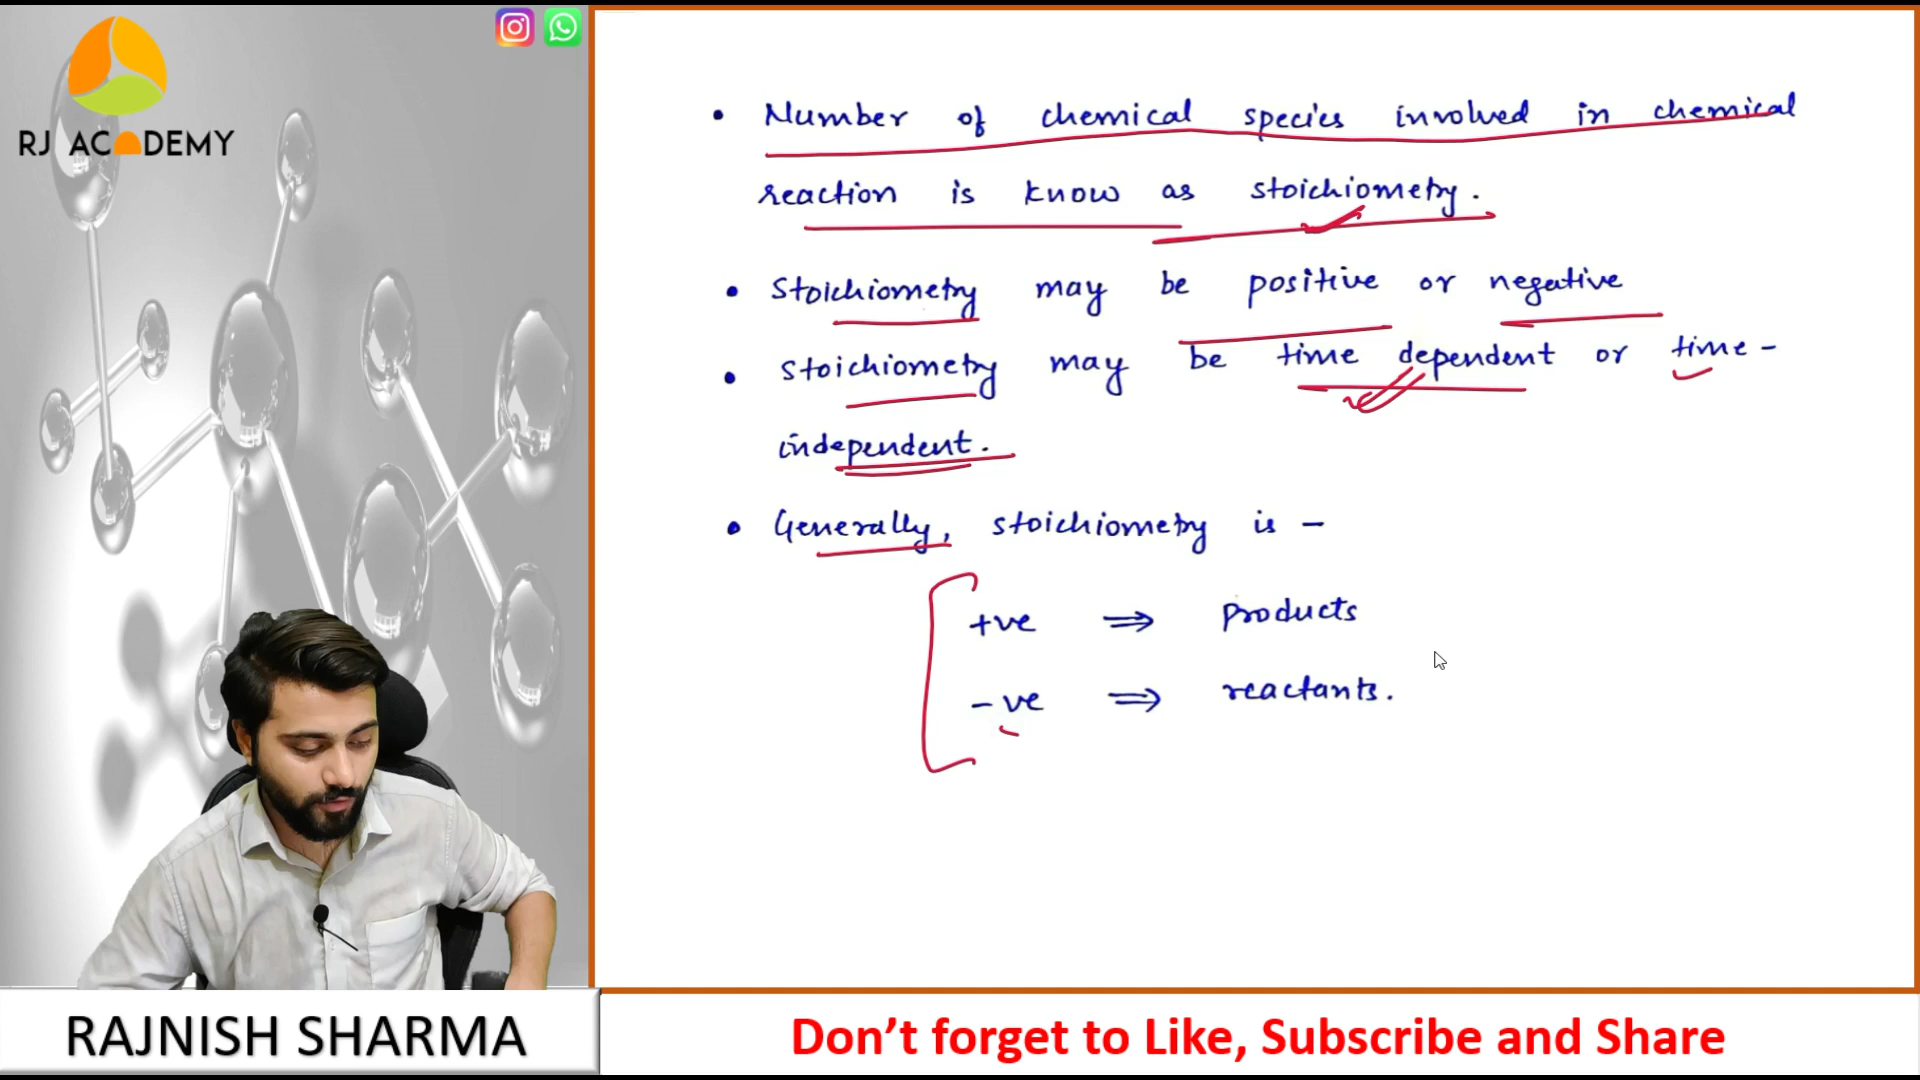 RJ ACADEMY
• Number of chemical species involved in chemical
reaction is know as stoichiometry.
• Stoichiometry may be positive or negative
• Stoichiometry may be time dependent or time-
independent.
• Generally, stoichiometry is -
+ve ⇒ products
-ve ⇒ reactants.
RAJNISH SHARMA
Don’t forget to Like, Subscribe and Share